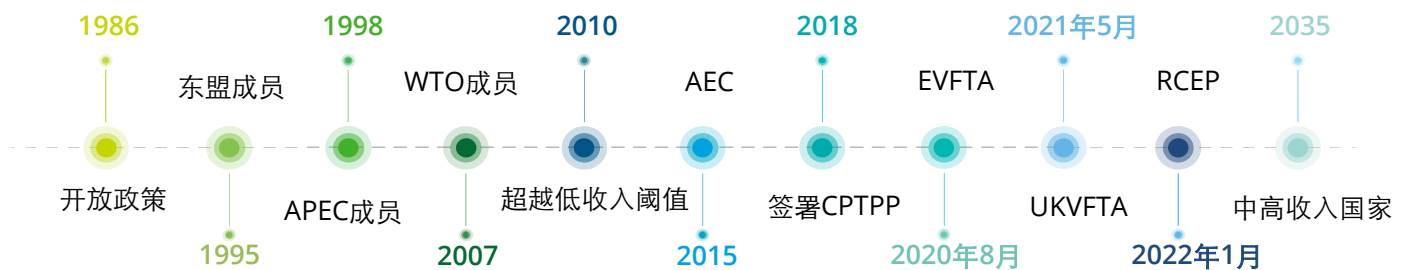 1986
1998
2010
2018
2021年5月
2035
东盟成员
WTO成员
AEC
EVFTA
RCEP
开放政策
APEC成员
超越低收入阈值
签署CPTPP
UKVFTA
中高收入国家
1995
2007
2015
2020年8月
2022年1月